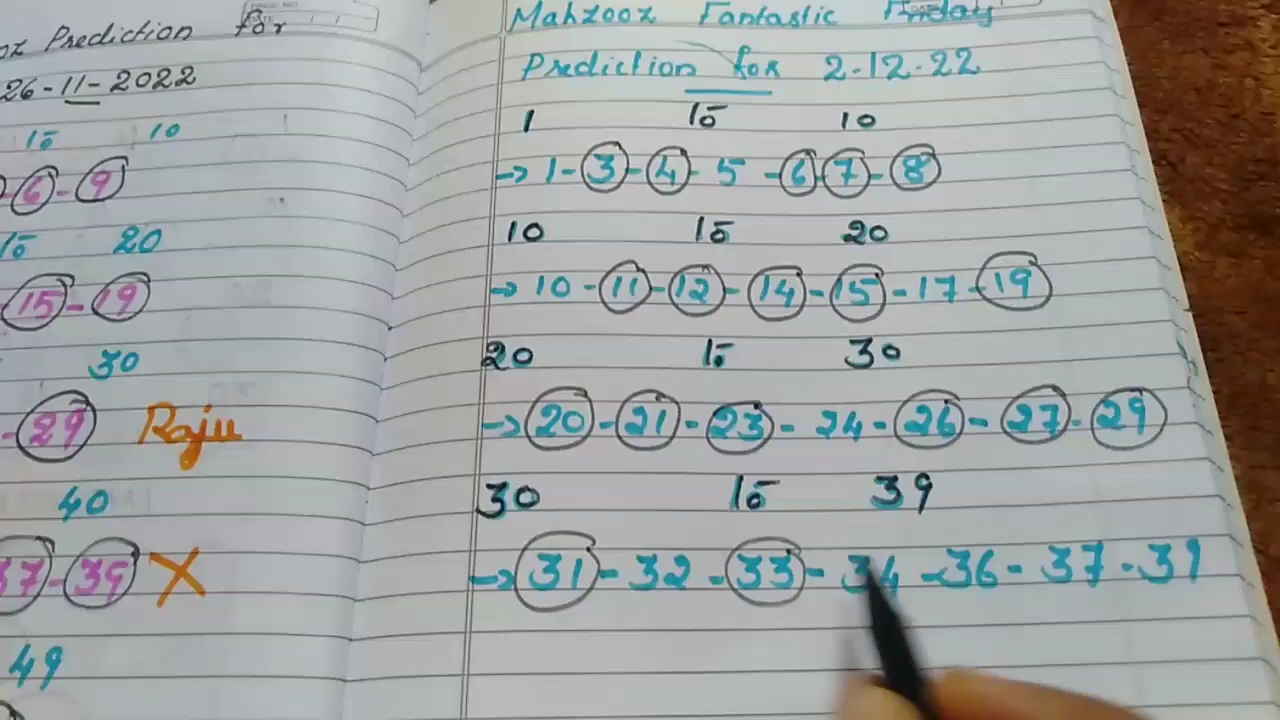 oz Prediction for
26-11-2022
15 10
6 - 9
15 20
15 - 19
30
- 29 Raju
40
37 - 39 X
49
Mahzooz Fantastic Friday
Prediction for 2.12.22
1 15 10
→ 1 - 3 - 4 - 5 - 6 - 7 - 8
10 15 20
→ 10 - 11 - 12 - 14 - 15 - 17 - 19
20 15 30
→ 20 - 21 - 23 - 24 - 26 - 27 - 29
30 15 39
→ 31 - 32 - 33 - 34 - 36 - 37 - 39